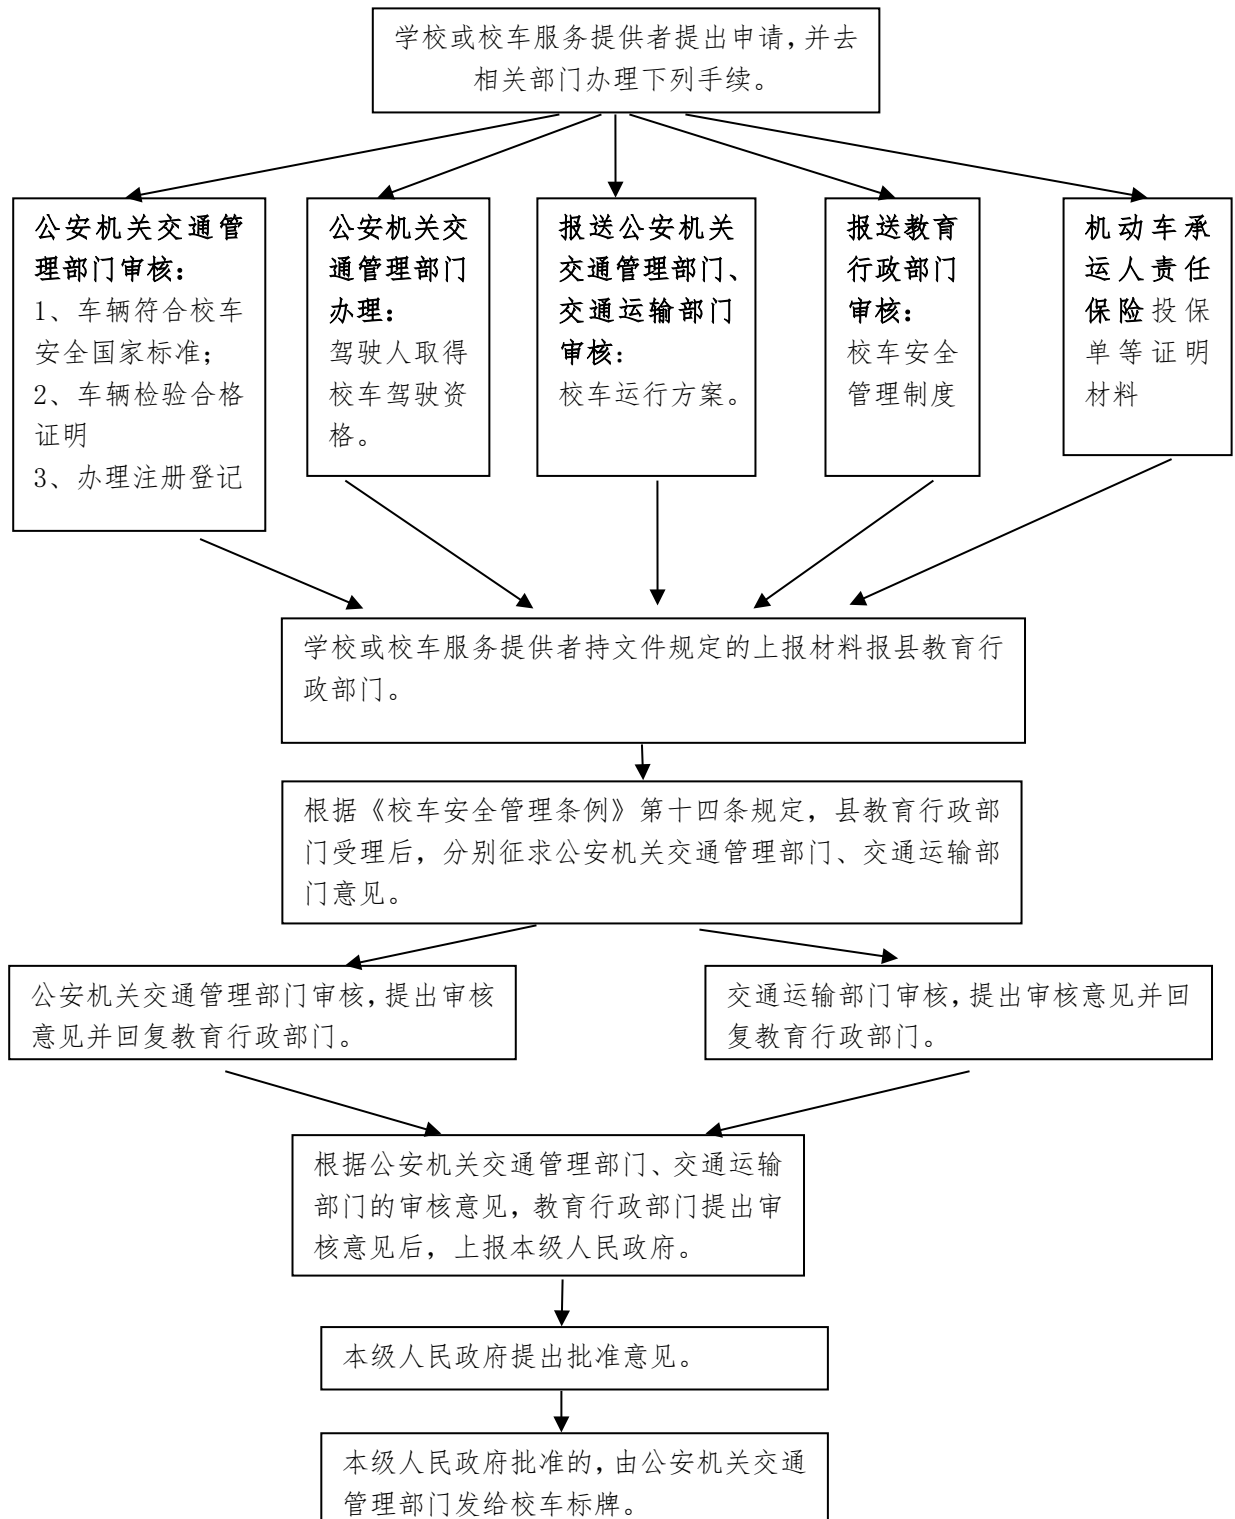 学校或校车服务提供者提出申请,并去
相关部门办理下列手续。
公安机关交通管
理部门审核：
1、车辆符合校车
安全国家标准；
2、车辆检验合格
证明
3、办理注册登记
公安机关交
通管理部门
办理：
驾驶人取得
校车驾驶资
格。
报送公安机关
交通管理部门、
交通运输部门
审核：
校车运行方案。
报送教育
行政部门
审核：
校车安全
管理制度
机动车承
运人责任
保险投保
单等证明
材料
学校或校车服务提供者持文件规定的上报材料报县教育行
政部门。
根据《校车安全管理条例》第十四条规定，县教育行政部
门受理后，分别征求公安机关交通管理部门、交通运输部
门意见。
公安机关交通管理部门审核,提出审核
意见并回复教育行政部门。
交通运输部门审核,提出审核意见并回
复教育行政部门。
根据公安机关交通管理部门、交通运输
部门的审核意见,教育行政部门提出审
核意见后，上报本级人民政府。
本级人民政府提出批准意见。
本级人民政府批准的,由公安机关交通
管理部门发给校车标牌。